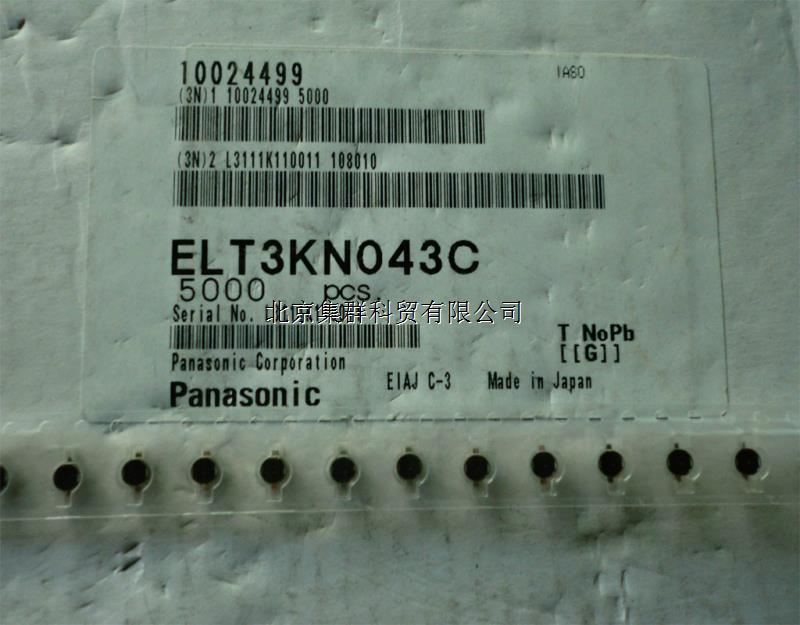 10024499
IASO
(3N)1 10024499 5000
(3N)2 L3111K110011 108010
ELT3KN043C
5000 pcs
Serial No.
北京集群科贸有限公司
T NoPb
[[G]]
Panasonic Corporation
EIAJ C-3 Made in Japan
Panasonic